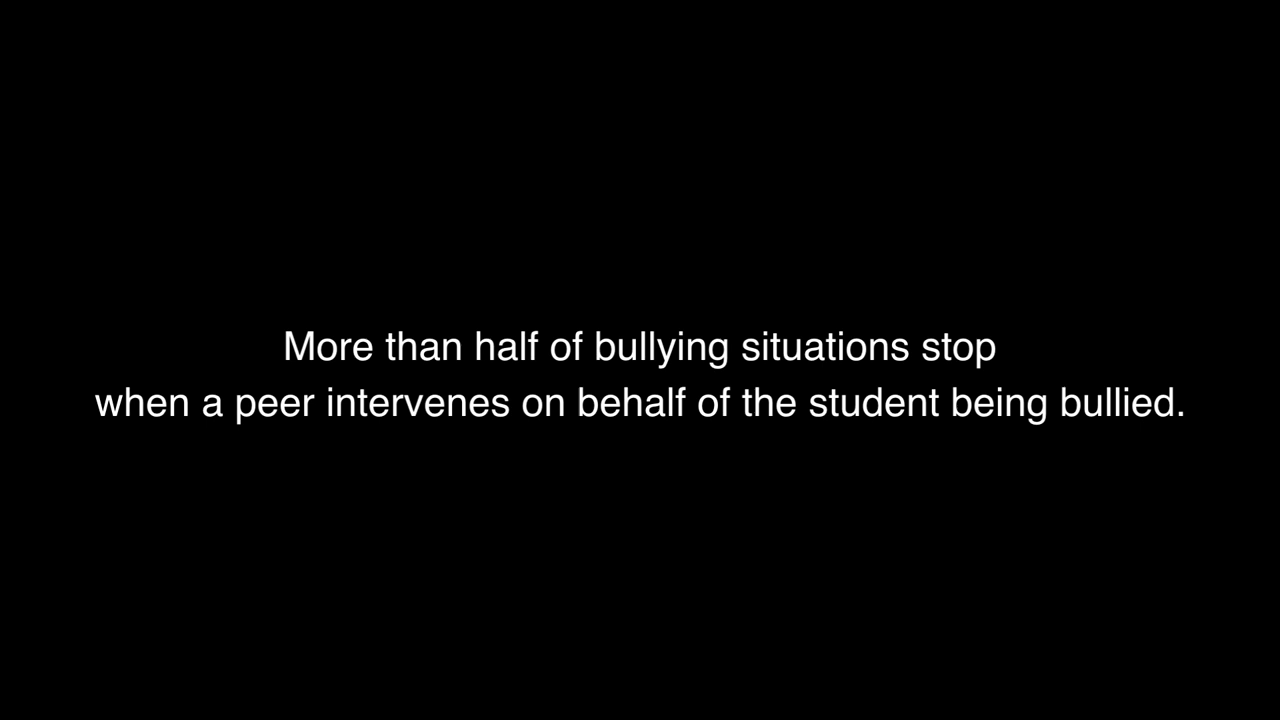 More than half of bullying situations stop
when a peer intervenes on behalf of the student being bullied.